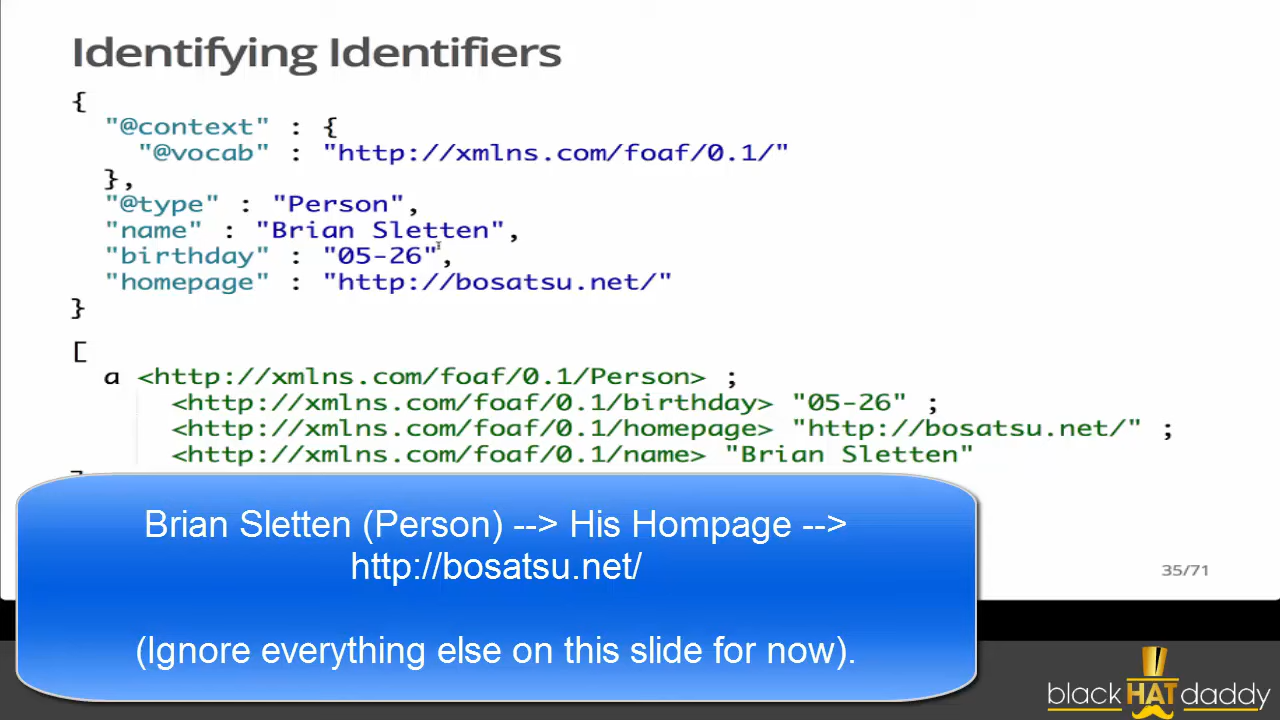 Identifying Identifiers
{
"@context" : {
"@vocab" : "http://xmlns.com/foaf/0.1/"
},
"@type" : "Person",
"name" : "Brian Sletten",
"birthday" : "05-26",
"homepage" : "http://bosatsu.net/"
}
[
a <http://xmlns.com/foaf/0.1/Person> ;
<http://xmlns.com/foaf/0.1/birthday> "05-26" ;
<http://xmlns.com/foaf/0.1/homepage> "http://bosatsu.net/" ;
<http://xmlns.com/foaf/0.1/name> "Brian Sletten"
Brian Sletten (Person) --> His Hompage -->
http://bosatsu.net/
(Ignore everything else on this slide for now).
35/71
blackHATdaddy